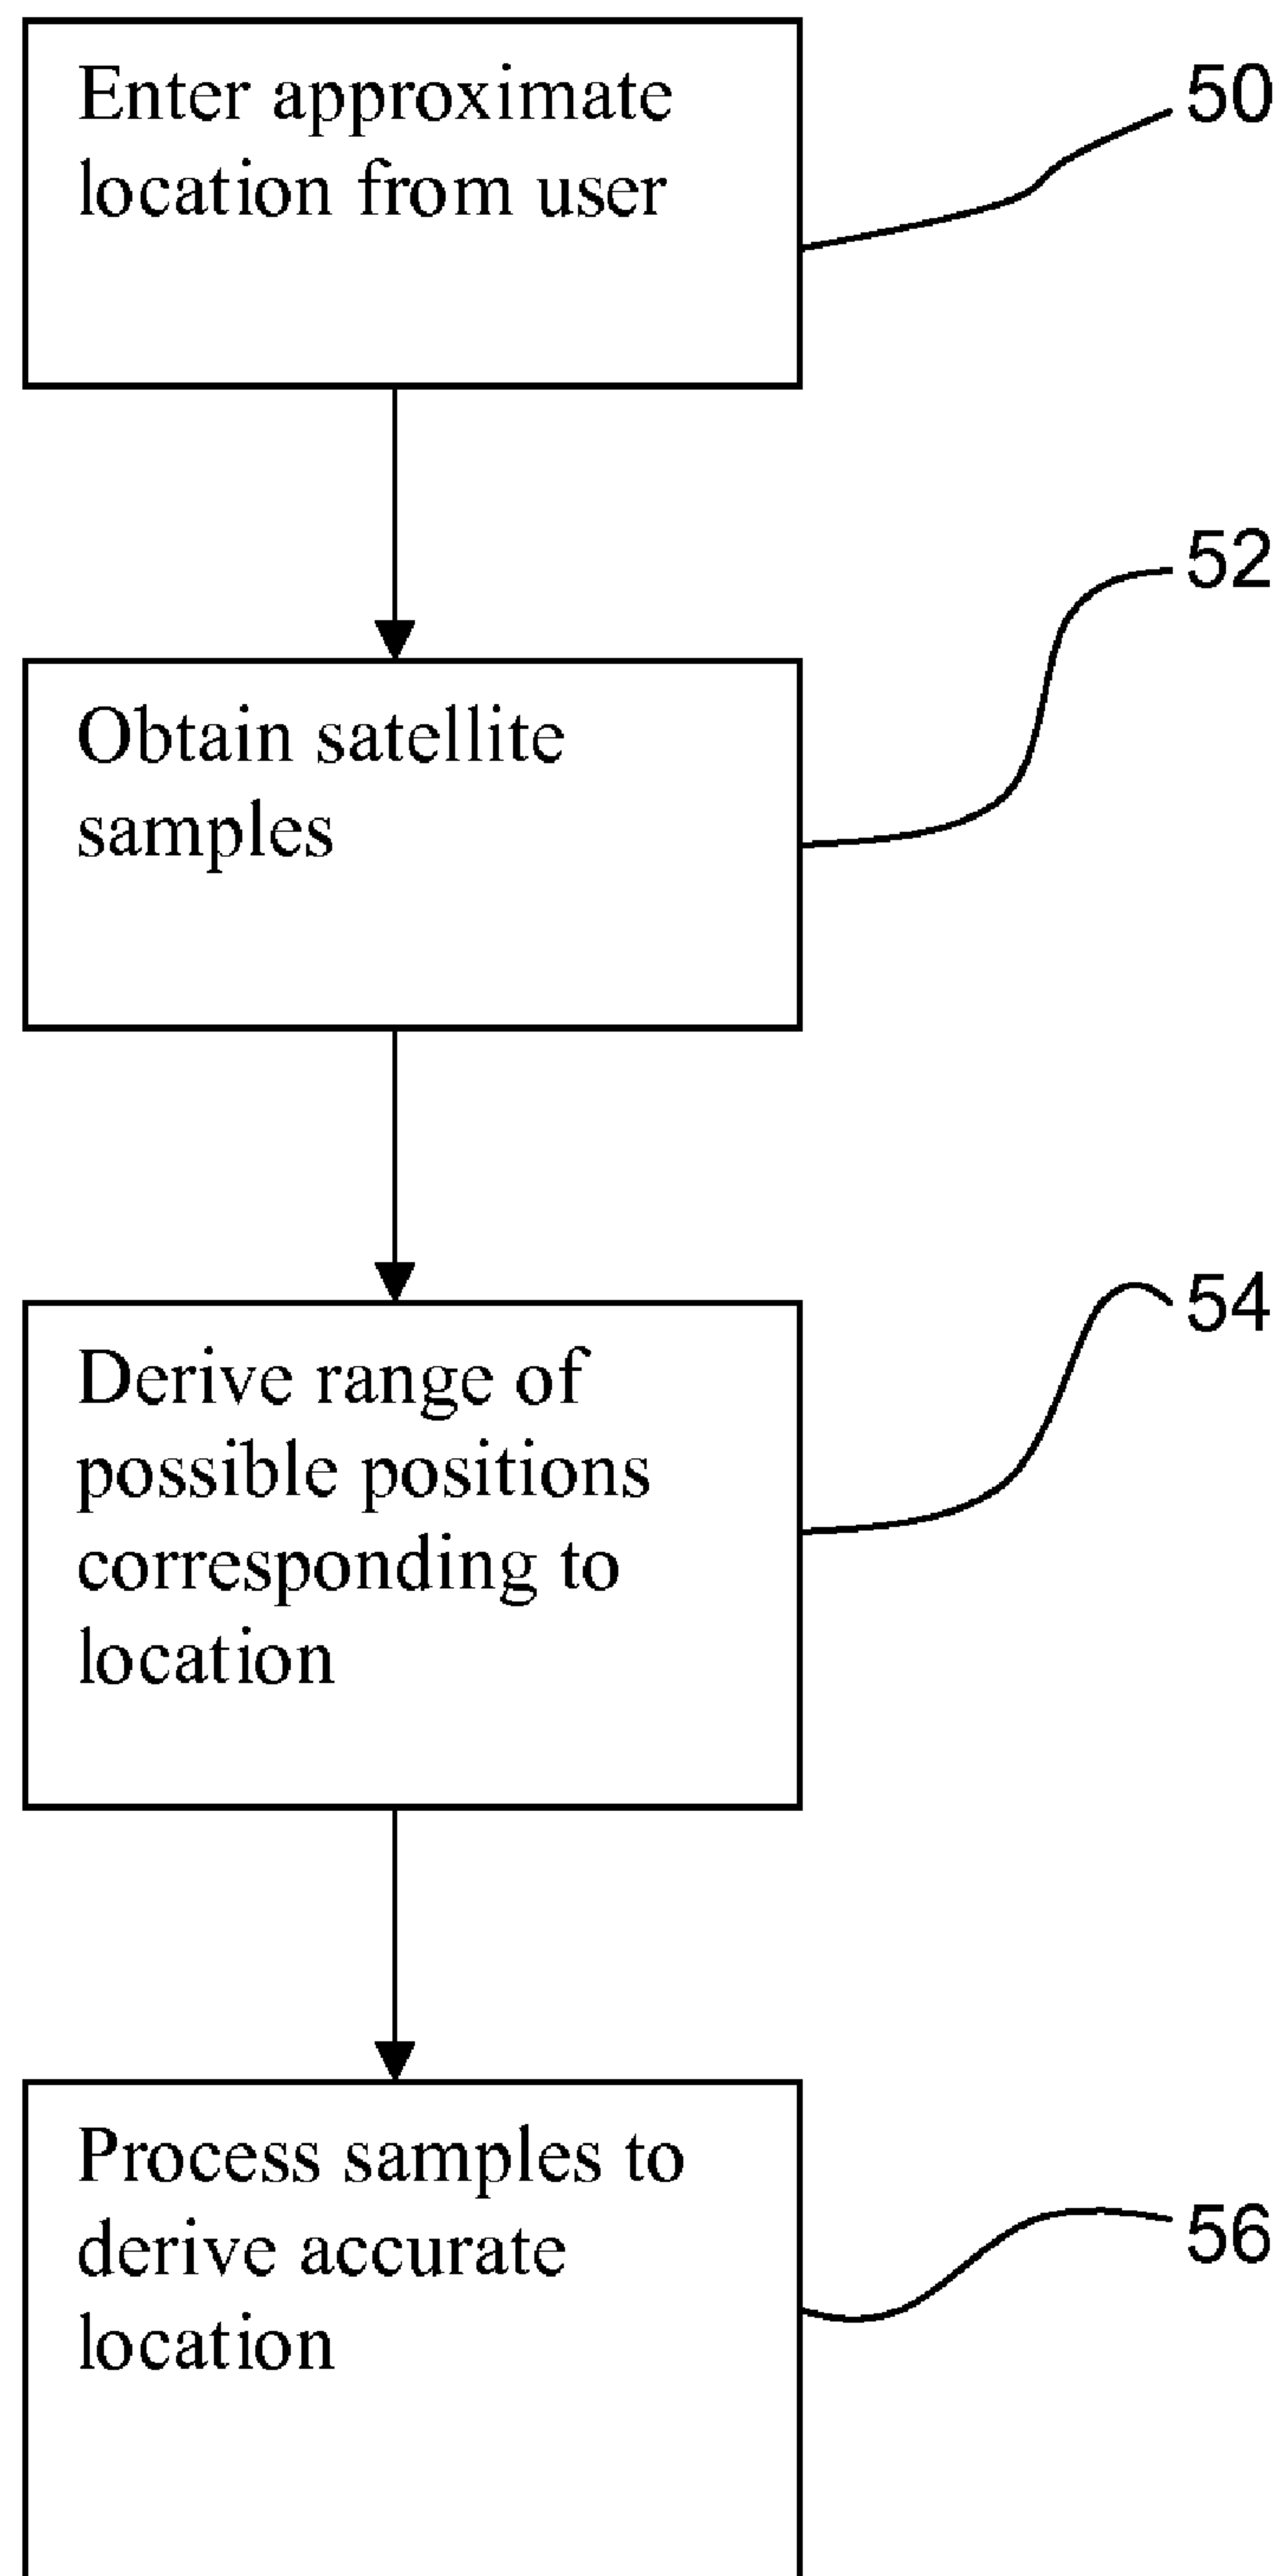 Enter approximate
location from user
50
Obtain satellite
samples
52
Derive range of
possible positions
corresponding to
location
54
Process samples to
derive accurate
location
56